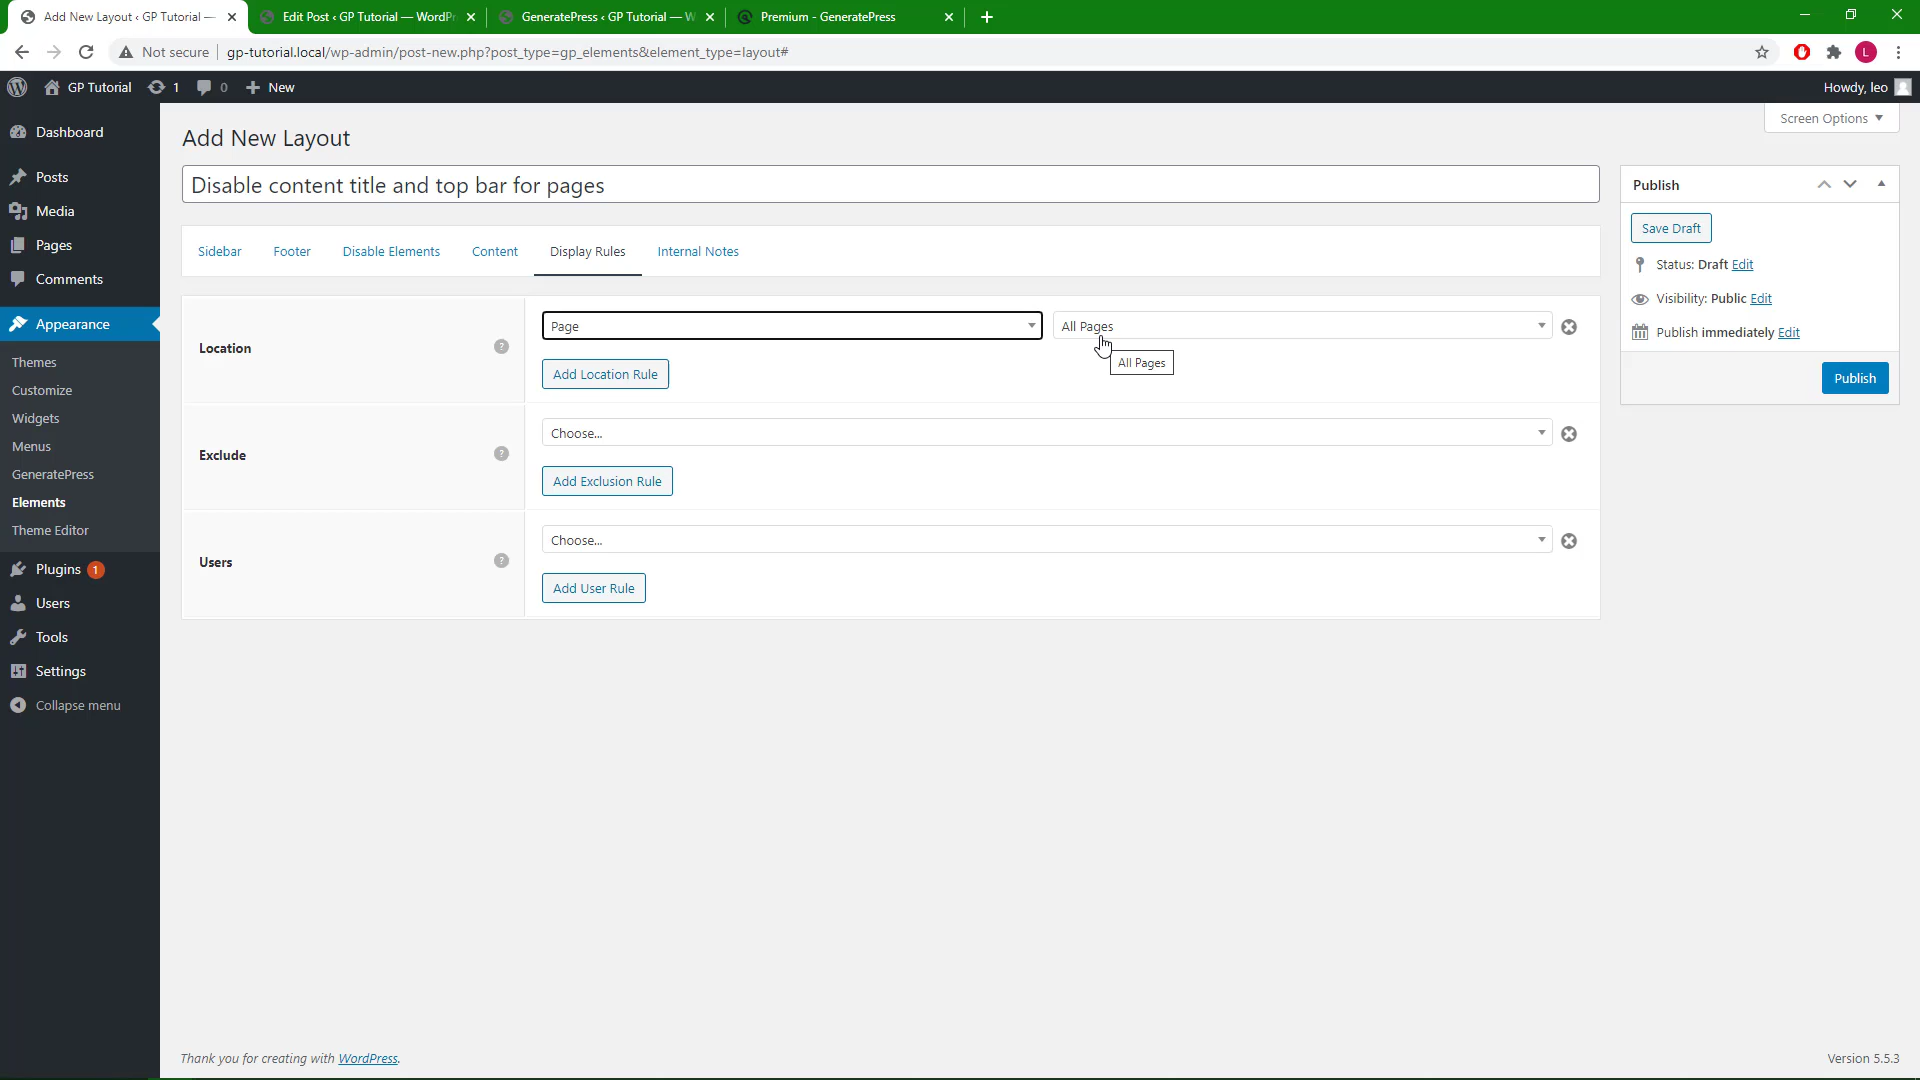 Add New Layout ‹ GP Tutorial —
Edit Post ‹ GP Tutorial — WordPr
GeneratePress ‹ GP Tutorial — W
Premium - GeneratePress
Not secure
gp-tutorial.local/wp-admin/post-new.php?post_type=gp_elements&element_type=layout#
L
GP Tutorial
1
0
New
Howdy, leo
Screen Options
Dashboard
Posts
Media
Pages
Comments
Appearance
Themes
Customize
Widgets
Menus
GeneratePress
Elements
Theme Editor
Plugins 1
Users
Tools
Settings
Collapse menu
Add New Layout
Disable content title and top bar for pages
Sidebar
Footer
Disable Elements
Content
Display Rules
Internal Notes
Location
?
Page
All Pages
All Pages
Add Location Rule
Exclude
?
Choose...
Add Exclusion Rule
Users
?
Choose...
Add User Rule
Publish
Save Draft
Status: Draft Edit
Visibility: Public Edit
Publish immediately Edit
Publish
Thank you for creating with WordPress.
Version 5.5.3